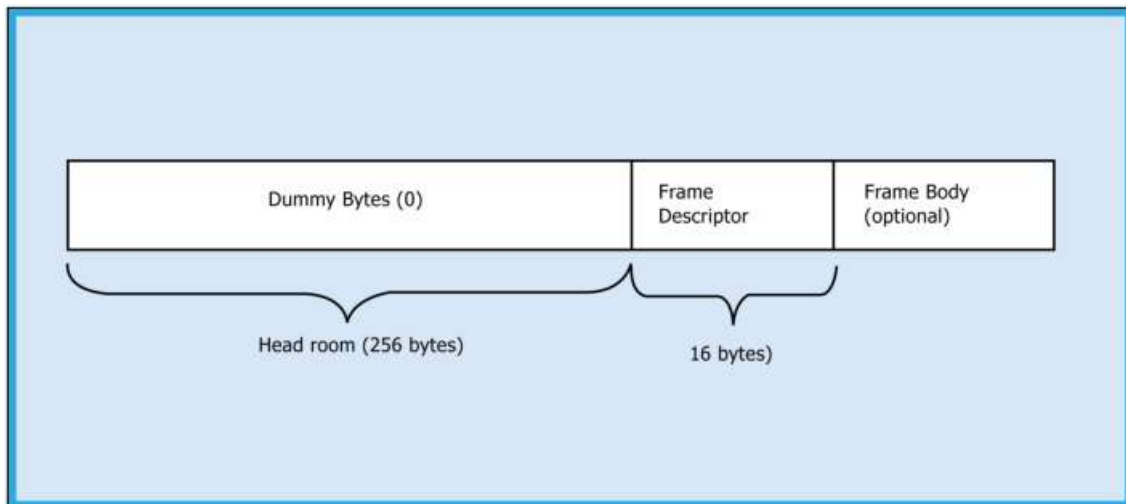 Dummy Bytes (0)
Frame
Descriptor
Frame Body
(optional)
Head room (256 bytes)
16 bytes)